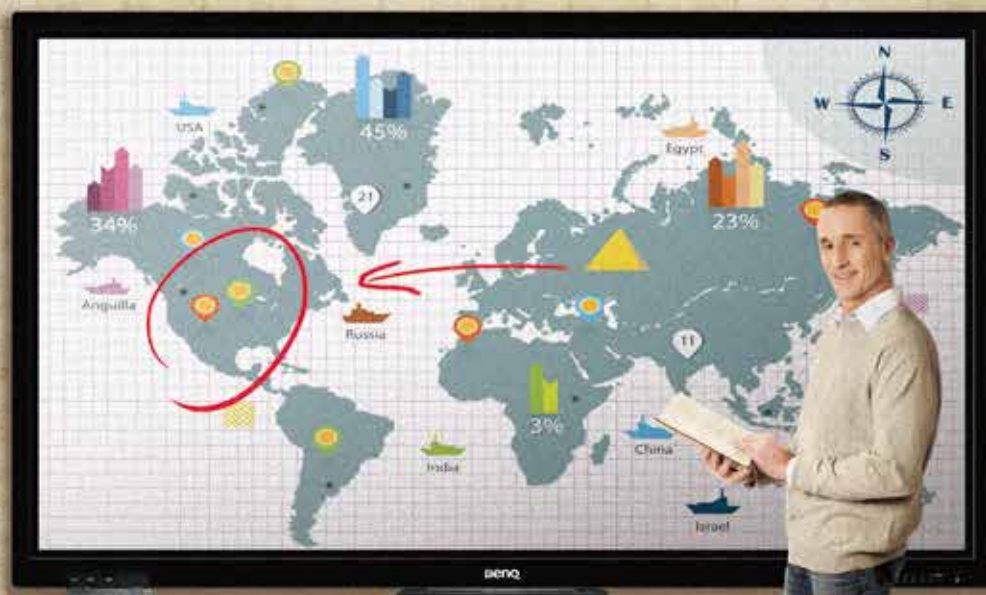 N
W E
S
USA
45%
Egypt
34%
21
23%
Anguilla
Russia
11
3%
India
China
Israel
BenQ